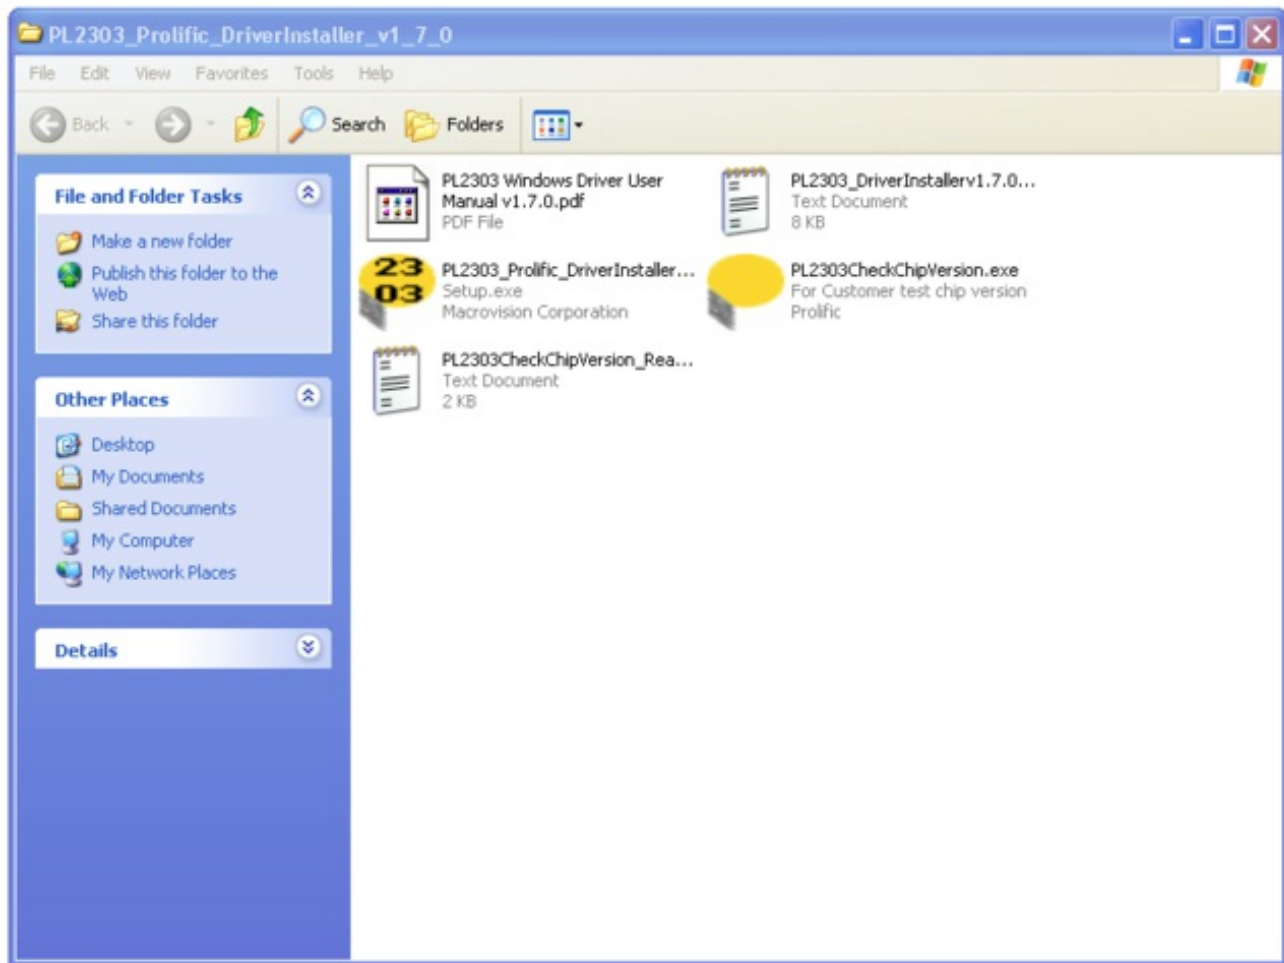 PL2303_Prolific_DriverInstaller_v1_7_0
File Edit View Favorites Tools Help
Back Search Folders
File and Folder Tasks
Make a new folder
Publish this folder to the
Web
Share this folder
Other Places
Desktop
My Documents
Shared Documents
My Computer
My Network Places
Details
PL2303 Windows Driver User
Manual v1.7.0.pdf
PDF File
PL2303_DriverInstallerv1.7.0...
Text Document
8 KB
23
03
PL2303_Prolific_DriverInstaller...
Setup.exe
Macrovision Corporation
PL2303CheckChipVersion.exe
For Customer test chip version
Prolific
PL2303CheckChipVersion_Rea...
Text Document
2 KB